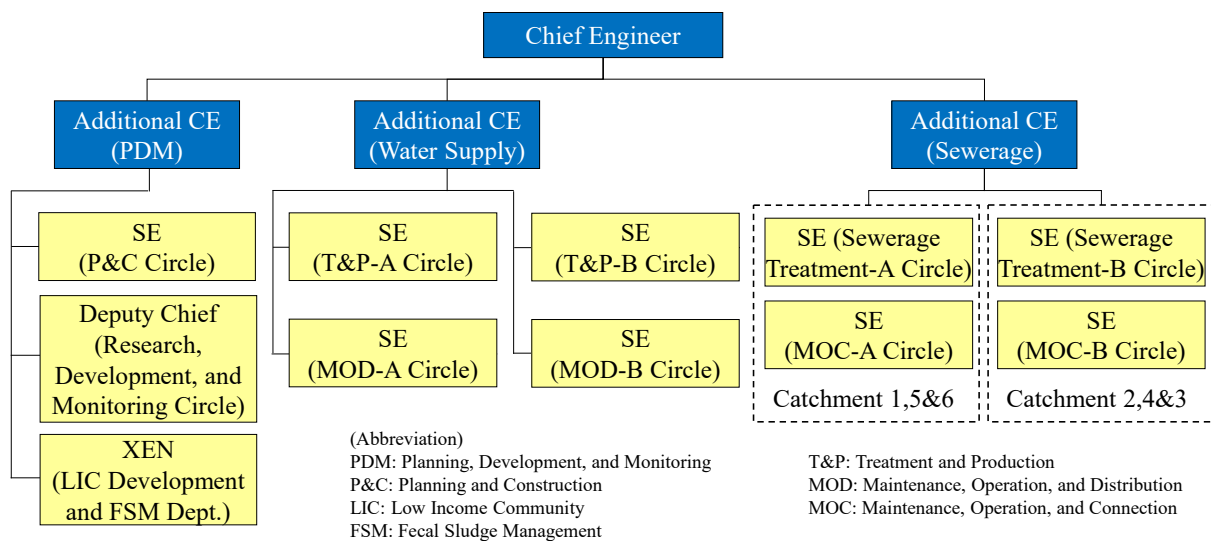 Chief Engineer
Additional CE
(PDM)
Additional CE
(Water Supply)
Additional CE
(Sewerage)
SE
(P&C Circle)
Deputy Chief
(Research,
Development, and
Monitoring Circle)
XEN
(LIC Development
and FSM Dept.)
SE
(T&P-A Circle)
SE
(T&P-B Circle)
SE
(MOD-A Circle)
SE
(MOD-B Circle)
SE (Sewerage
Treatment-A Circle)
SE
(MOC-A Circle)
Catchment 1,5&6
SE (Sewerage
Treatment-B Circle)
SE
(MOC-B Circle)
Catchment 2,4&3
(Abbreviation)
PDM: Planning, Development, and Monitoring
P&C: Planning and Construction
LIC: Low Income Community
FSM: Fecal Sludge Management
T&P: Treatment and Production
MOD: Maintenance, Operation, and Distribution
MOC: Maintenance, Operation, and Connection